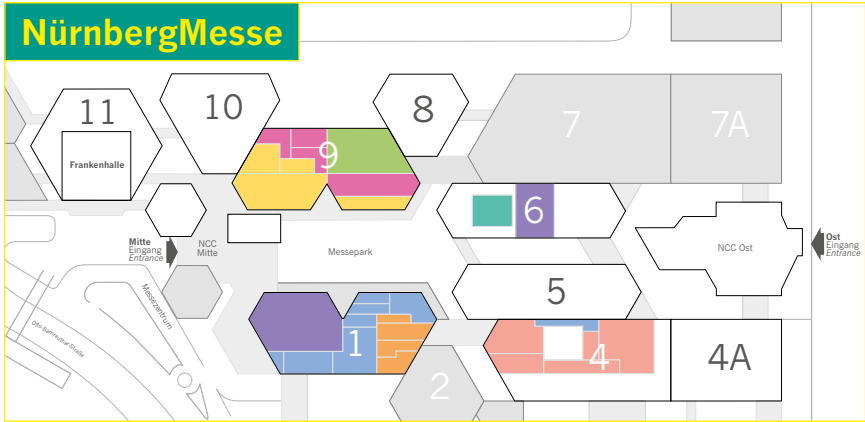 NürnbergMesse
11
Frankenhalle
10
8
9
7
7A
6
Mitte
Eingang
Entrance
NCC
Mitte
Messepark
NCC Ost
Ost
Eingang
Entrance
5
Messezentrum
Otto-Bärnreuther-Straße
1
2
4
4A